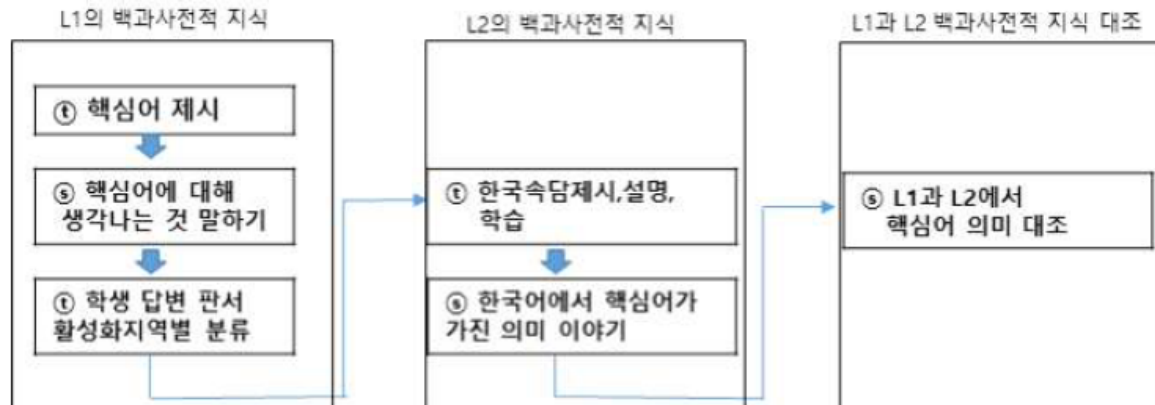 L1의 백과사전적 지식
ⓣ 핵심어 제시
ⓢ 핵심어에 대해
생각나는 것 말하기
ⓣ 학생 답변 판서
활성화지역별 분류
L2의 백과사전적 지식
ⓣ 한국속담제시,설명,
학습
ⓢ 한국어에서 핵심어가
가진 의미 이야기
L1과 L2 백과사전적 지식 대조
ⓢ L1과 L2에서
핵심어 의미 대조